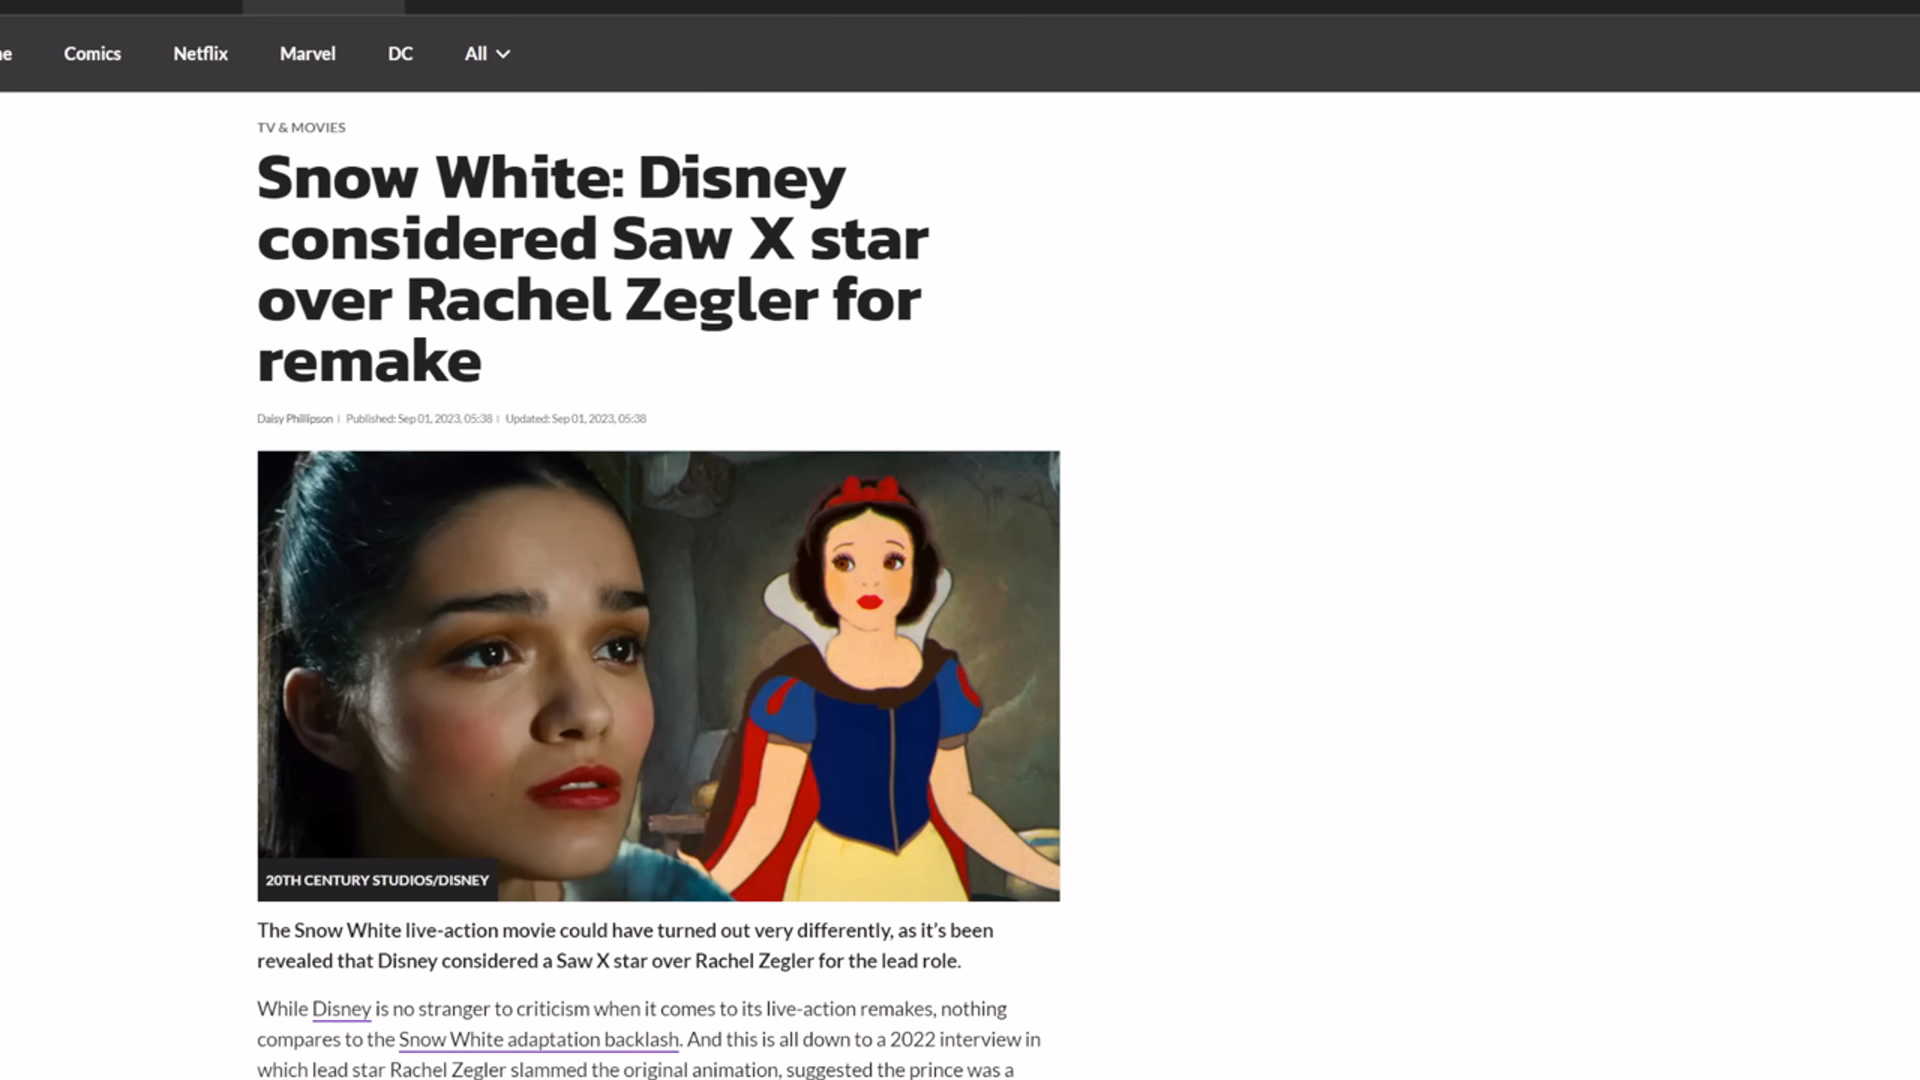 Comics Netflix Marvel DC All
TV & MOVIES
Snow White: Disney
considered Saw X star
over Rachel Zegler for
remake
Daisy Phillipson | Published: Sep 01, 2023, 05:38 | Updated: Sep 01, 2023, 05:38
20TH CENTURY STUDIOS/DISNEY
The Snow White live-action movie could have turned out very differently, as it’s been
revealed that Disney considered a Saw X star over Rachel Zegler for the lead role.
While Disney is no stranger to criticism when it comes to its live-action remakes, nothing
compares to the Snow White adaptation backlash. And this is all down to a 2022 interview in
which lead star Rachel Zegler slammed the original animation, suggested the prince was a